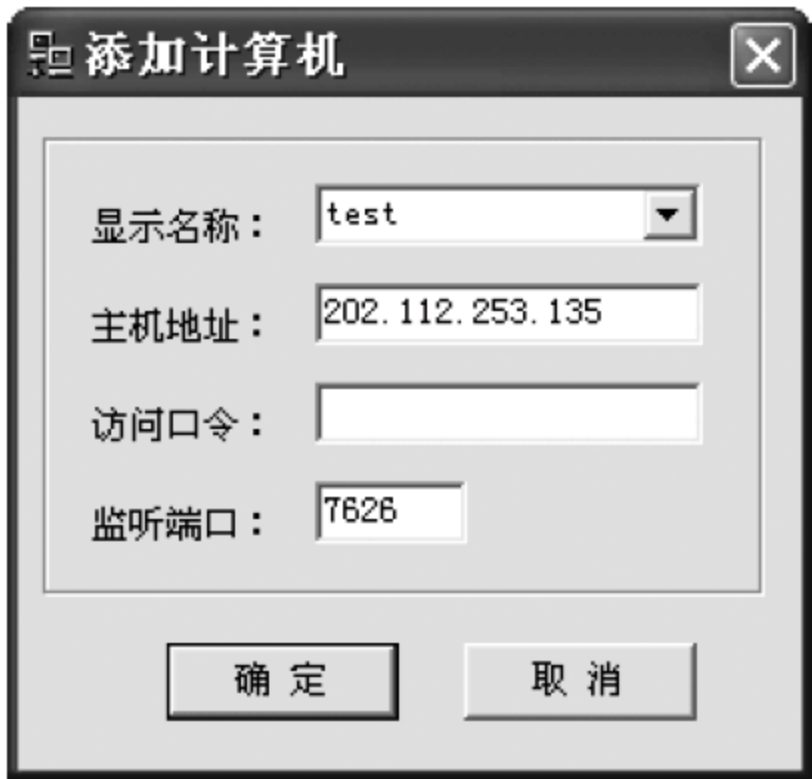 添加计算机
显示名称： test
主机地址： 202.112.253.135
访问口令：
监听端口： 7626
确 定 取 消